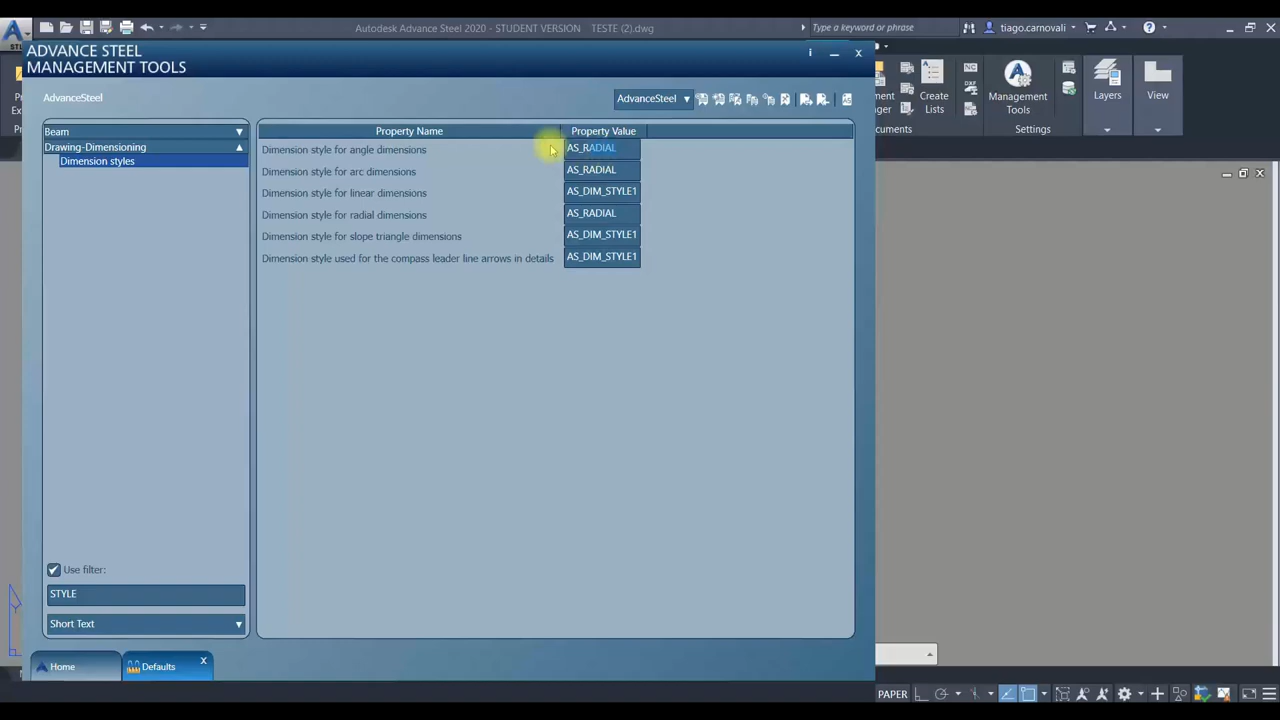 Autodesk Advance Steel 2020 - STUDENT VERSION TESTE (2).dwg
Type a keyword or phrase
tiago.carnovali
ADVANCE STEEL
MANAGEMENT TOOLS
AdvanceSteel
AdvanceSteel
Beam
Drawing-Dimensioning
Dimension styles
Property Name
Property Value
Dimension style for angle dimensions
AS_RADIAL
Dimension style for arc dimensions
AS_RADIAL
Dimension style for linear dimensions
AS_DIM_STYLE1
Dimension style for radial dimensions
AS_RADIAL
Dimension style for slope triangle dimensions
AS_DIM_STYLE1
Dimension style used for the compass leader line arrows in details
AS_DIM_STYLE1
Use filter:
STYLE
Short Text
Home
Defaults
Create
Lists
NC
DXF
Management
Tools
Settings
Layers
View
PAPER